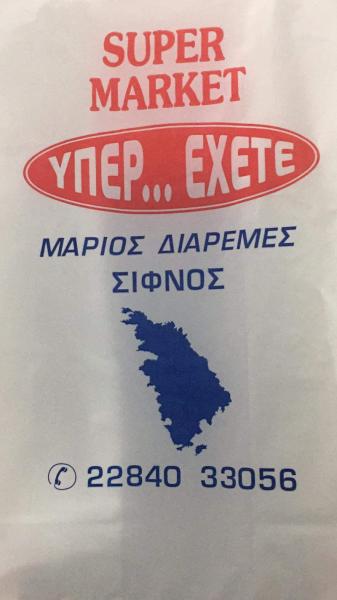 SUPER
MARKET
ΥΠΕΡ... ΕΧΕΤΕ
ΜΑΡΙΟΣ ΔΙΑΡΕΜΕΣ
ΣΙΦΝΟΣ
22840 33056